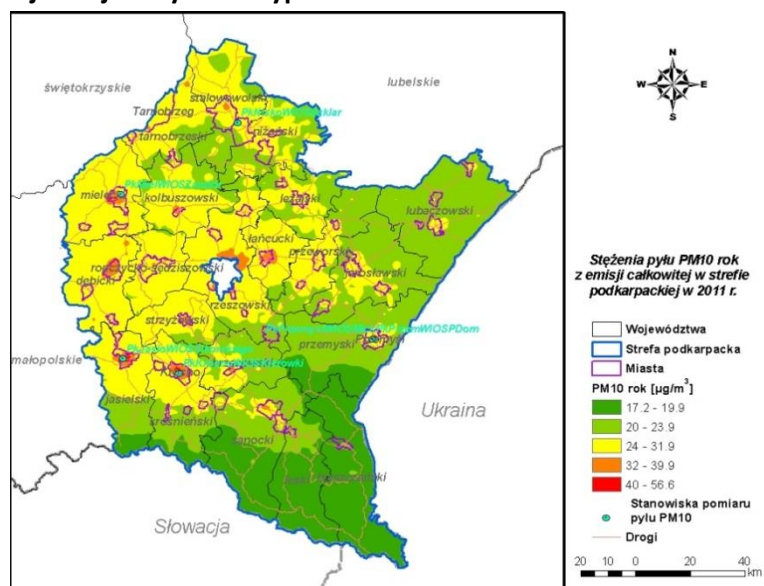 N
W E
S
świętokrzyskie
lubelskie
stalowowolski
Tarnobrzeg
tarnobrzeski
niżański
kolbuszowski
leżajski
lubaczowski
łańcucki
przeworski
jarosławski
ropczycko-sędziszowski
dębicki
rzeszowski
strzyżowski
przemyski
małopolskie
Krosno
jasielski
krośnieński
sanocki
Ukraina
Słowacja
Stężenia pyłu PM10 rok
z emisji całkowitej w strefie
podkarpackiej w 2011 r.
Województwa
Strefa podkarpacka
Miasta
PM10 rok [µg/m³]
17.2 - 19.9
20 - 23.9
24 - 31.9
32 - 39.9
40 - 56.6
Stanowiska pomiaru
pyłu PM10
Drogi
20 10 0 20 40
km